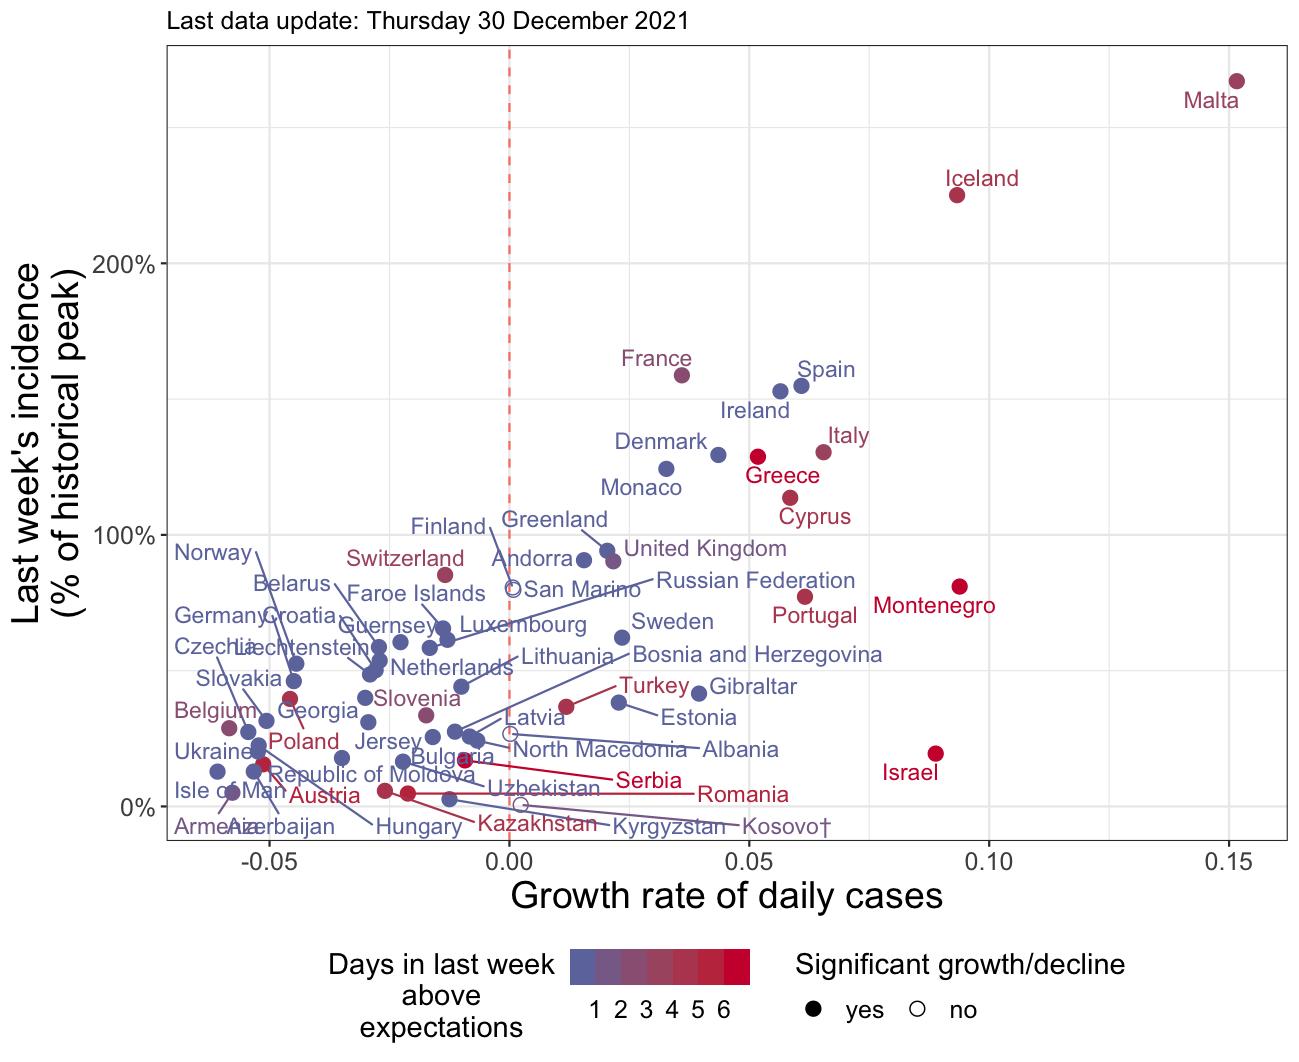 Last data update: Thursday 30 December 2021
Last week's incidence
(% of historical peak)
200%
100%
0%
Malta
Iceland
France
Spain
Ireland
Denmark
Italy
Greece
Monaco
Cyprus
Finland
Greenland
Norway
Switzerland
Andorra
United Kingdom
Belarus
Faroe Islands
San Marino
Russian Federation
Portugal
Montenegro
Germany
Croatia
Guernsey
Luxembourg
Sweden
Czechia
Liechtenstein
Netherlands
Lithuania
Bosnia and Herzegovina
Slovakia
Slovenia
Turkey
Gibraltar
Belgium
Georgia
Latvia
Estonia
Ukraine
Poland
Jersey
Bulgaria
North Macedonia
Albania
Republic of Moldova
Serbia
Israel
Isle of Man
Austria
Uzbekistan
Romania
Armenia
Azerbaijan
Hungary
Kazakhstan
Kyrgyzstan
Kosovo†
-0.05
0.00
0.05
0.10
0.15
Growth rate of daily cases
Days in last week
above
expectations
1 2 3 4 5 6
Significant growth/decline
yes
no